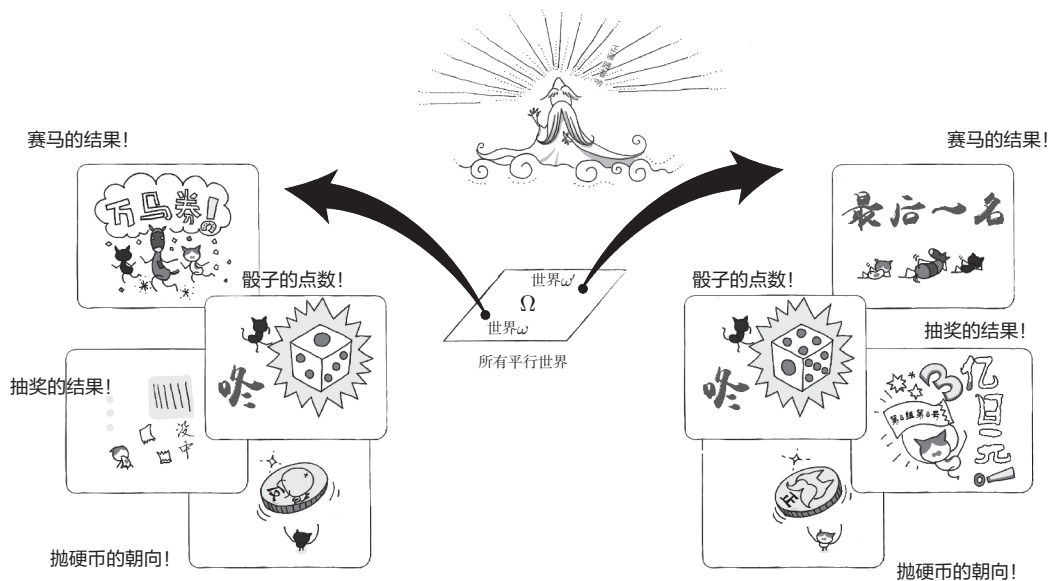 赛马的结果!
赛马的结果!
万马券!
最后一名
骰子的点数!
骰子的点数!
世界ω′
Ω
世界ω
所有平行世界
抽奖的结果!
抽奖的结果!
咚
咚
没中
3亿日元!
正
抛硬币的朝向!
抛硬币的朝向!